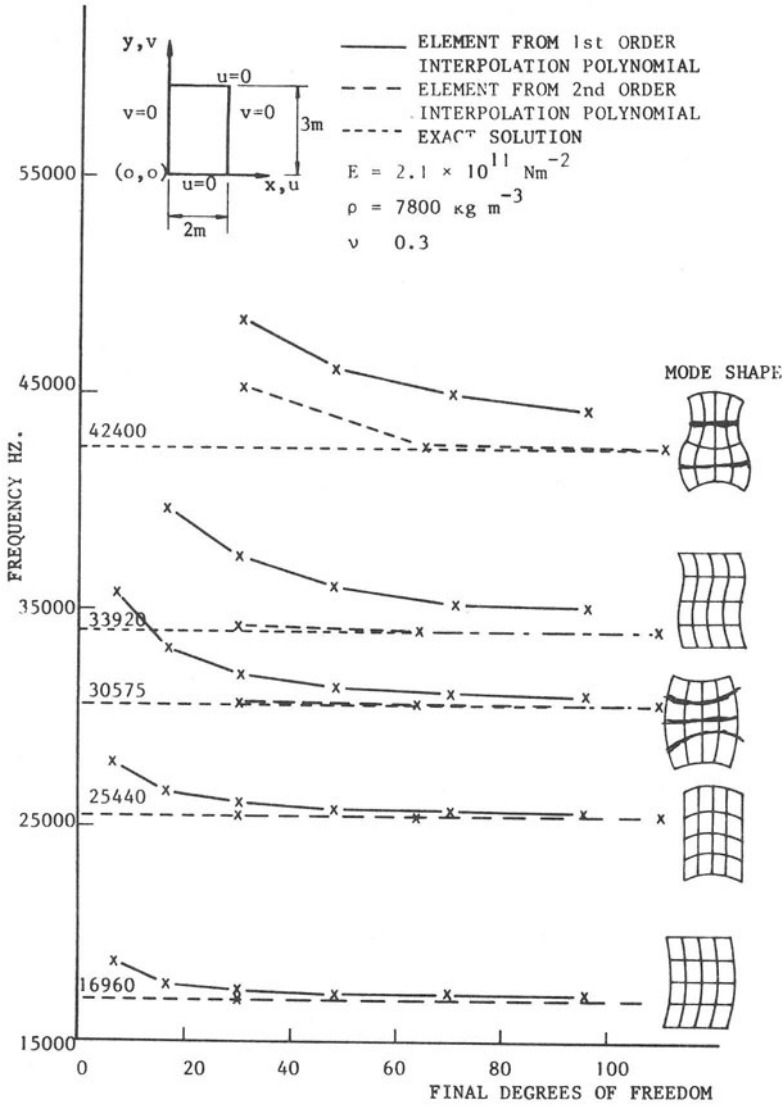 y,v
u=0
v=0
v=0
3m
(o,o)
u=0
x,u
2m
ELEMENT FROM 1st ORDER
INTERPOLATION POLYNOMIAL
ELEMENT FROM 2nd ORDER
INTERPOLATION POLYNOMIAL
EXACT SOLUTION
E = 2.1 × 10^11 Nm^-2
ρ = 7800 κg m^-3
ν 0.3
MODE SHAPE
FREQUENCY HZ.
55000
45000
42400
35000
33920
30575
25440
25000
16960
15000
0
20
40
60
80
100
FINAL DEGREES OF FREEDOM